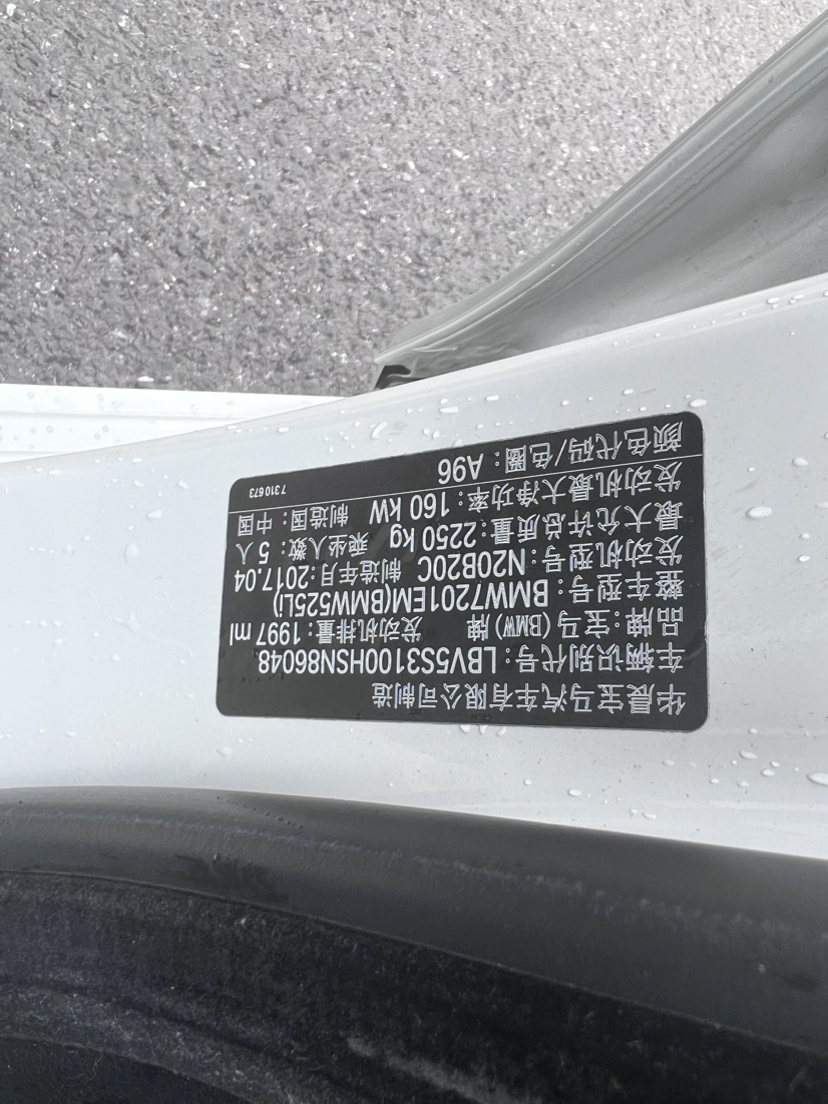 华晨宝马汽车有限公司制造
车辆识别代号：LBV5S3100HSN86048
品牌：宝马(BMW)牌 发动机排量：1997 ml
整车型号：BMW7201EM(BMW525Li)
发动机型号：N20B20C 制造年月：2017.04
最大允许总质量：2250 kg 乘坐人数：5 人
发动机最大净功率：160 kW 制造国：中国
颜色代码/色圈：A96 7310673